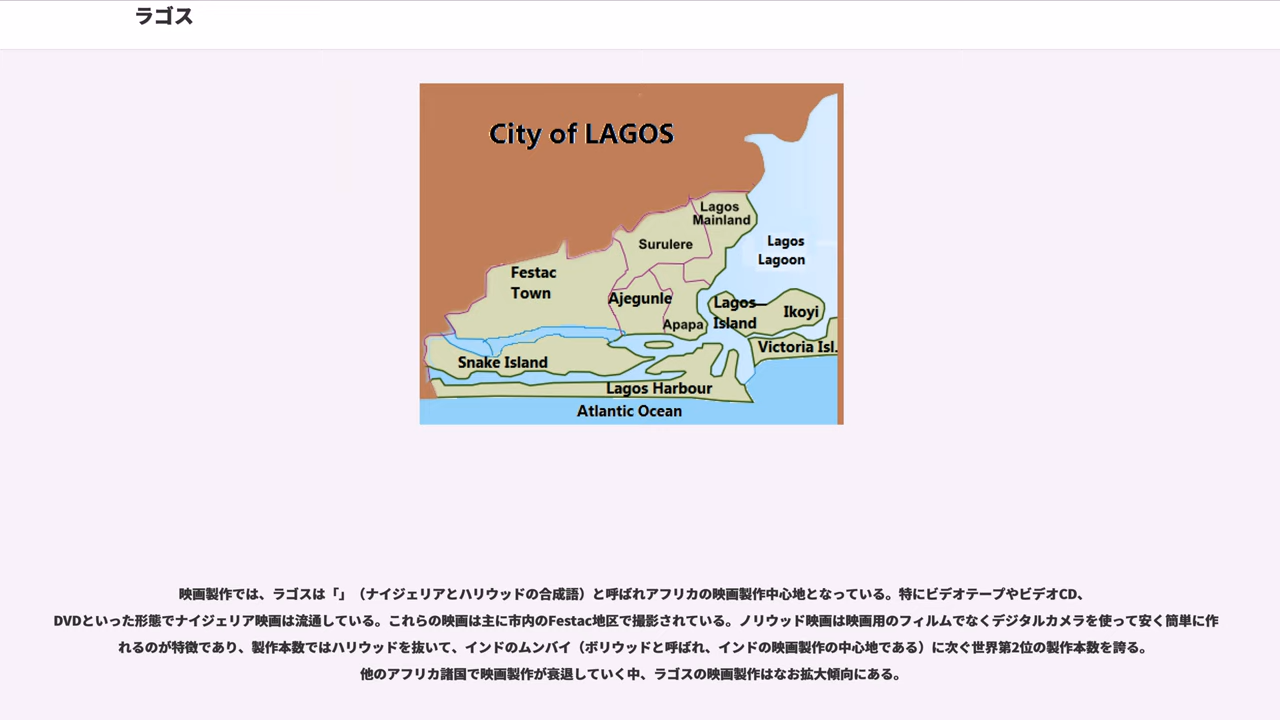 ラゴス
City of LAGOS
Lagos
Mainland
Surulere
Lagos
Lagoon
Festac
Town
Ajegunle
Lagos
Island
Ikoyi
Apapa
Victoria Isl.
Snake Island
Lagos Harbour
Atlantic Ocean
映画製作では、ラゴスは「」（ナイジェリアとハリウッドの合成語）と呼ばれアフリカの映画製作中心地となっている。特にビデオテープやビデオCD、
DVDといった形態でナイジェリア映画は流通している。これらの映画は主に市内のFestac地区で撮影されている。ノリウッド映画は映画用のフィルムでなくデジタルカメラを使って安く簡単に作
れるのが特徴であり、製作本数ではハリウッドを抜いて、インドのムンバイ（ボリウッドと呼ばれ、インドの映画製作の中心地である）に次ぐ世界第2位の製作本数を誇る。
他のアフリカ諸国で映画製作が衰退していく中、ラゴスの映画製作はなお拡大傾向にある。